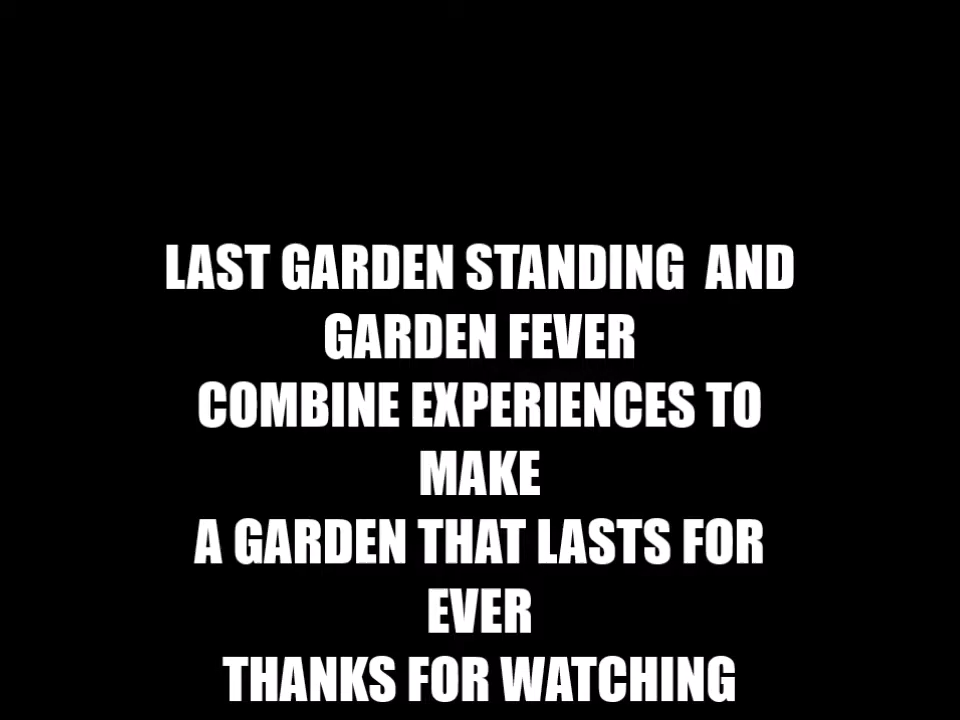 LAST GARDEN STANDING  AND
GARDEN FEVER
COMBINE EXPERIENCES TO
MAKE
A GARDEN THAT LASTS FOR
EVER
THANKS FOR WATCHING